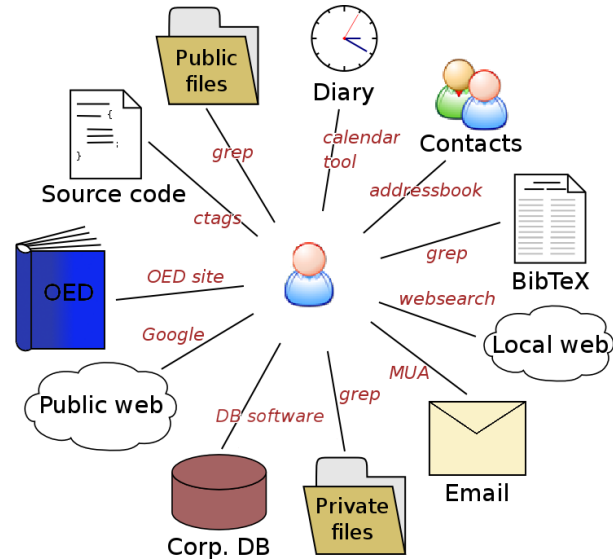 Public
files
Diary
Contacts
grep
calendar
tool
{
;
}
Source code
addressbook
ctags
grep
BibTeX
OED
OED site
websearch
Google
Local web
MUA
Public web
grep
DB software
Email
Private
files
Corp. DB